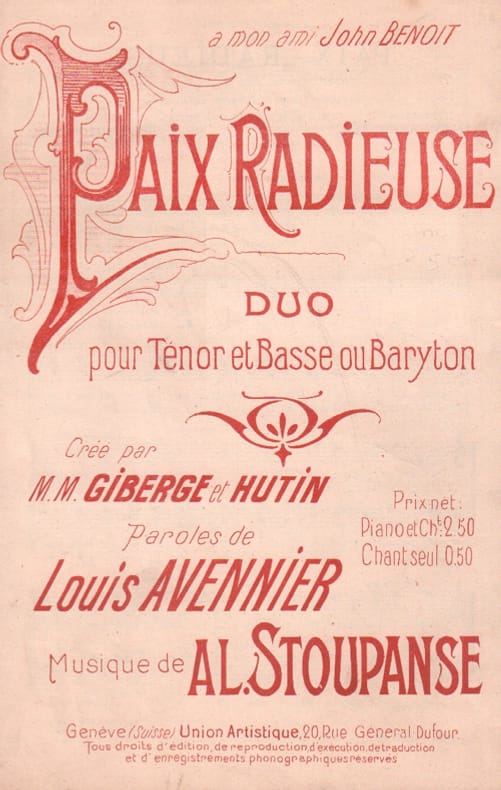 a mon ami John BENOIT
PAIX RADIEUSE
DUO
pour Ténor et Basse ou Baryton
Créé par
M.M. GIBERGE et HUTIN
Prix net:
Piano et Cht: 2.50
Chant seul 0.50
Paroles de
Louis AVENNIER
Musique de AL. STOUPANSE
Genève (Suisse) Union Artistique, 20, Rue Général Dufour.
Tous droits d'édition, de reproduction, d'exécution, de traduction
et d'enregistrements phonographiques réservés